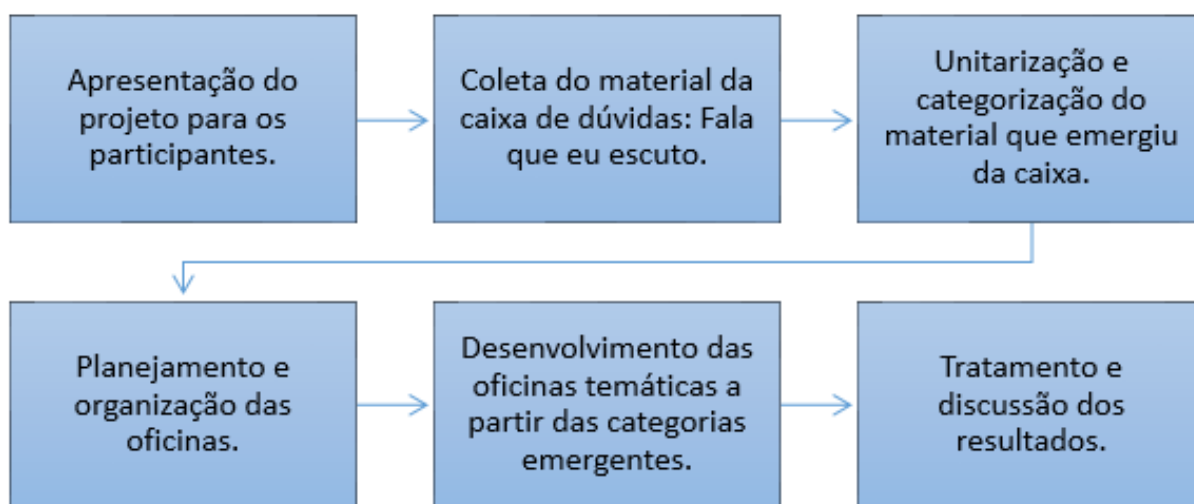 Apresentação do
projeto para os
participantes.
Coleta do material da
caixa de dúvidas: Fala
que eu escuto.
Unitarização e
categorização do
material que emergiu
da caixa.
Planejamento e
organização das
oficinas.
Desenvolvimento das
oficinas temáticas a
partir das categorias
emergentes.
Tratamento e
discussão dos
resultados.